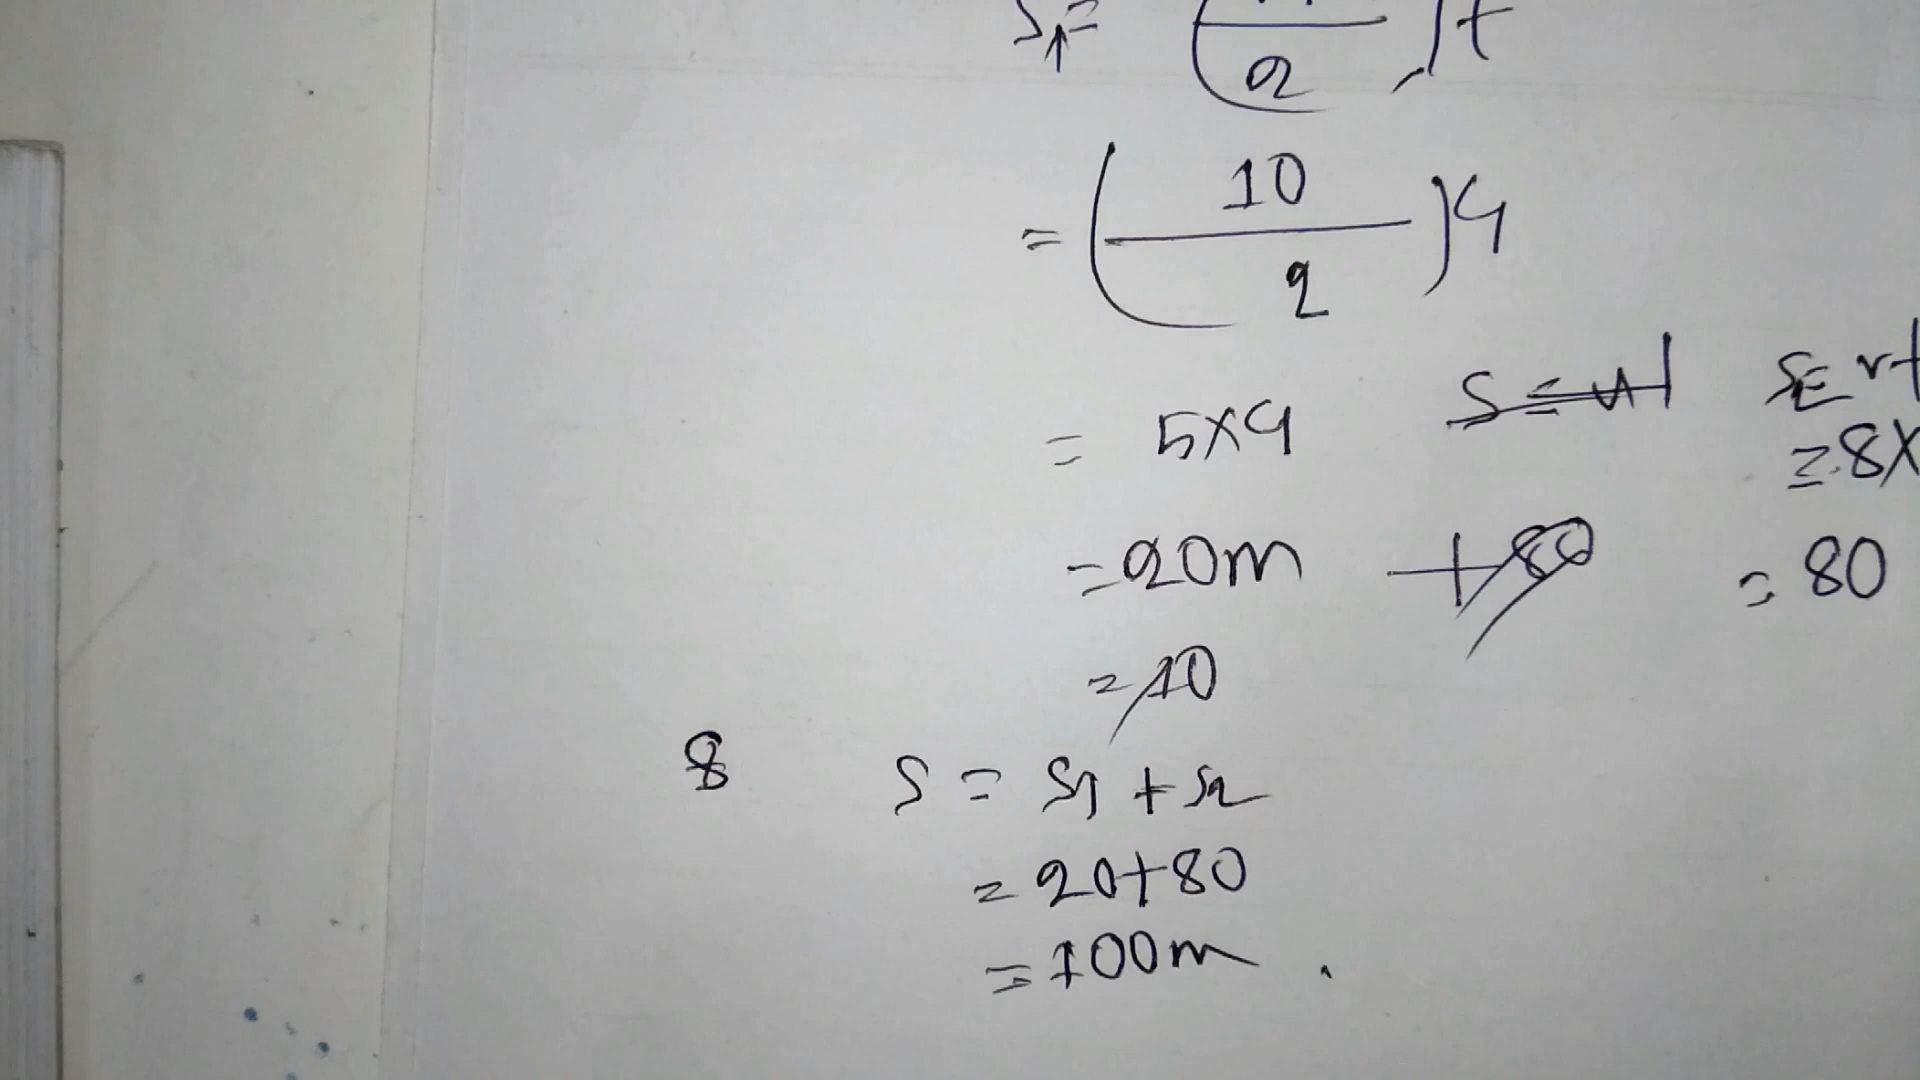 S1 = ( / 2 ) t
= ( 10 / 2 ) 4
= 5×4
S = vt
S = vt
= 8×
= 20m
+80
= 80
= 10
8 S = S1 + S2
= 20+80
= 100m .